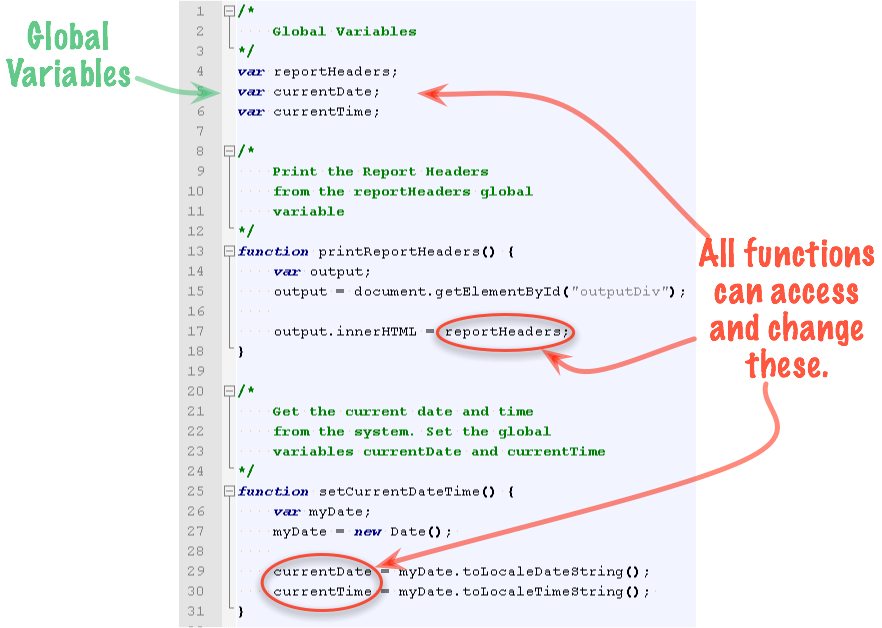 Global
Variables
1 /*
2 Global Variables
3 */
4 var reportHeaders;
5 var currentDate;
6 var currentTime;
7
8 /*
9 Print the Report Headers
10 from the reportHeaders global
11 variable
12 */
13 function printReportHeaders() {
14 var output;
15 output = document.getElementById("outputDiv");
16
17 output.innerHTML = reportHeaders;
18 }
19
20 /*
21 Get the current date and time
22 from the system. Set the global
23 variables currentDate and currentTime
24 */
25 function setCurrentDateTime() {
26 var myDate;
27 myDate = new Date();
28
29 currentDate = myDate.toLocaleDateString();
30 currentTime = myDate.toLocaleTimeString();
31 }
All functions
can access
and change
these.